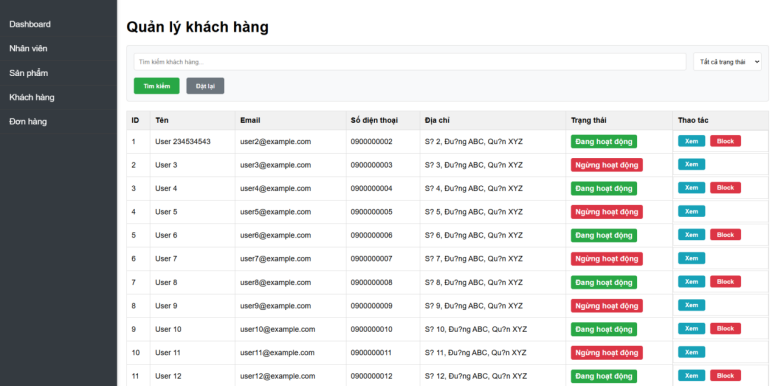 Dashboard
Nhân viên
Sản phẩm
Khách hàng
Đơn hàng
Quản lý khách hàng
Tìm kiếm khách hàng...
Tất cả trạng thái
Tìm kiếm Đặt lại
ID Tên Email Số điện thoại Địa chỉ Trạng thái Thao tác
1 User 234534543 user2@example.com 0900000002 S? 2, Đu?ng ABC, Qu?n XYZ Đang hoạt động Xem Block
2 User 3 user3@example.com 0900000003 S? 3, Đu?ng ABC, Qu?n XYZ Ngừng hoạt động Xem
3 User 4 user4@example.com 0900000004 S? 4, Đu?ng ABC, Qu?n XYZ Đang hoạt động Xem Block
4 User 5 user5@example.com 0900000005 S? 5, Đu?ng ABC, Qu?n XYZ Ngừng hoạt động Xem
5 User 6 user6@example.com 0900000006 S? 6, Đu?ng ABC, Qu?n XYZ Đang hoạt động Xem Block
6 User 7 user7@example.com 0900000007 S? 7, Đu?ng ABC, Qu?n XYZ Ngừng hoạt động Xem
7 User 8 user8@example.com 0900000008 S? 8, Đu?ng ABC, Qu?n XYZ Đang hoạt động Xem Block
8 User 9 user9@example.com 0900000009 S? 9, Đu?ng ABC, Qu?n XYZ Ngừng hoạt động Xem
9 User 10 user10@example.com 0900000010 S? 10, Đu?ng ABC, Qu?n XYZ Đang hoạt động Xem Block
10 User 11 user11@example.com 0900000011 S? 11, Đu?ng ABC, Qu?n XYZ Ngừng hoạt động Xem
11 User 12 user12@example.com 0900000012 S? 12, Đu?ng ABC, Qu?n XYZ Đang hoạt động Xem Block